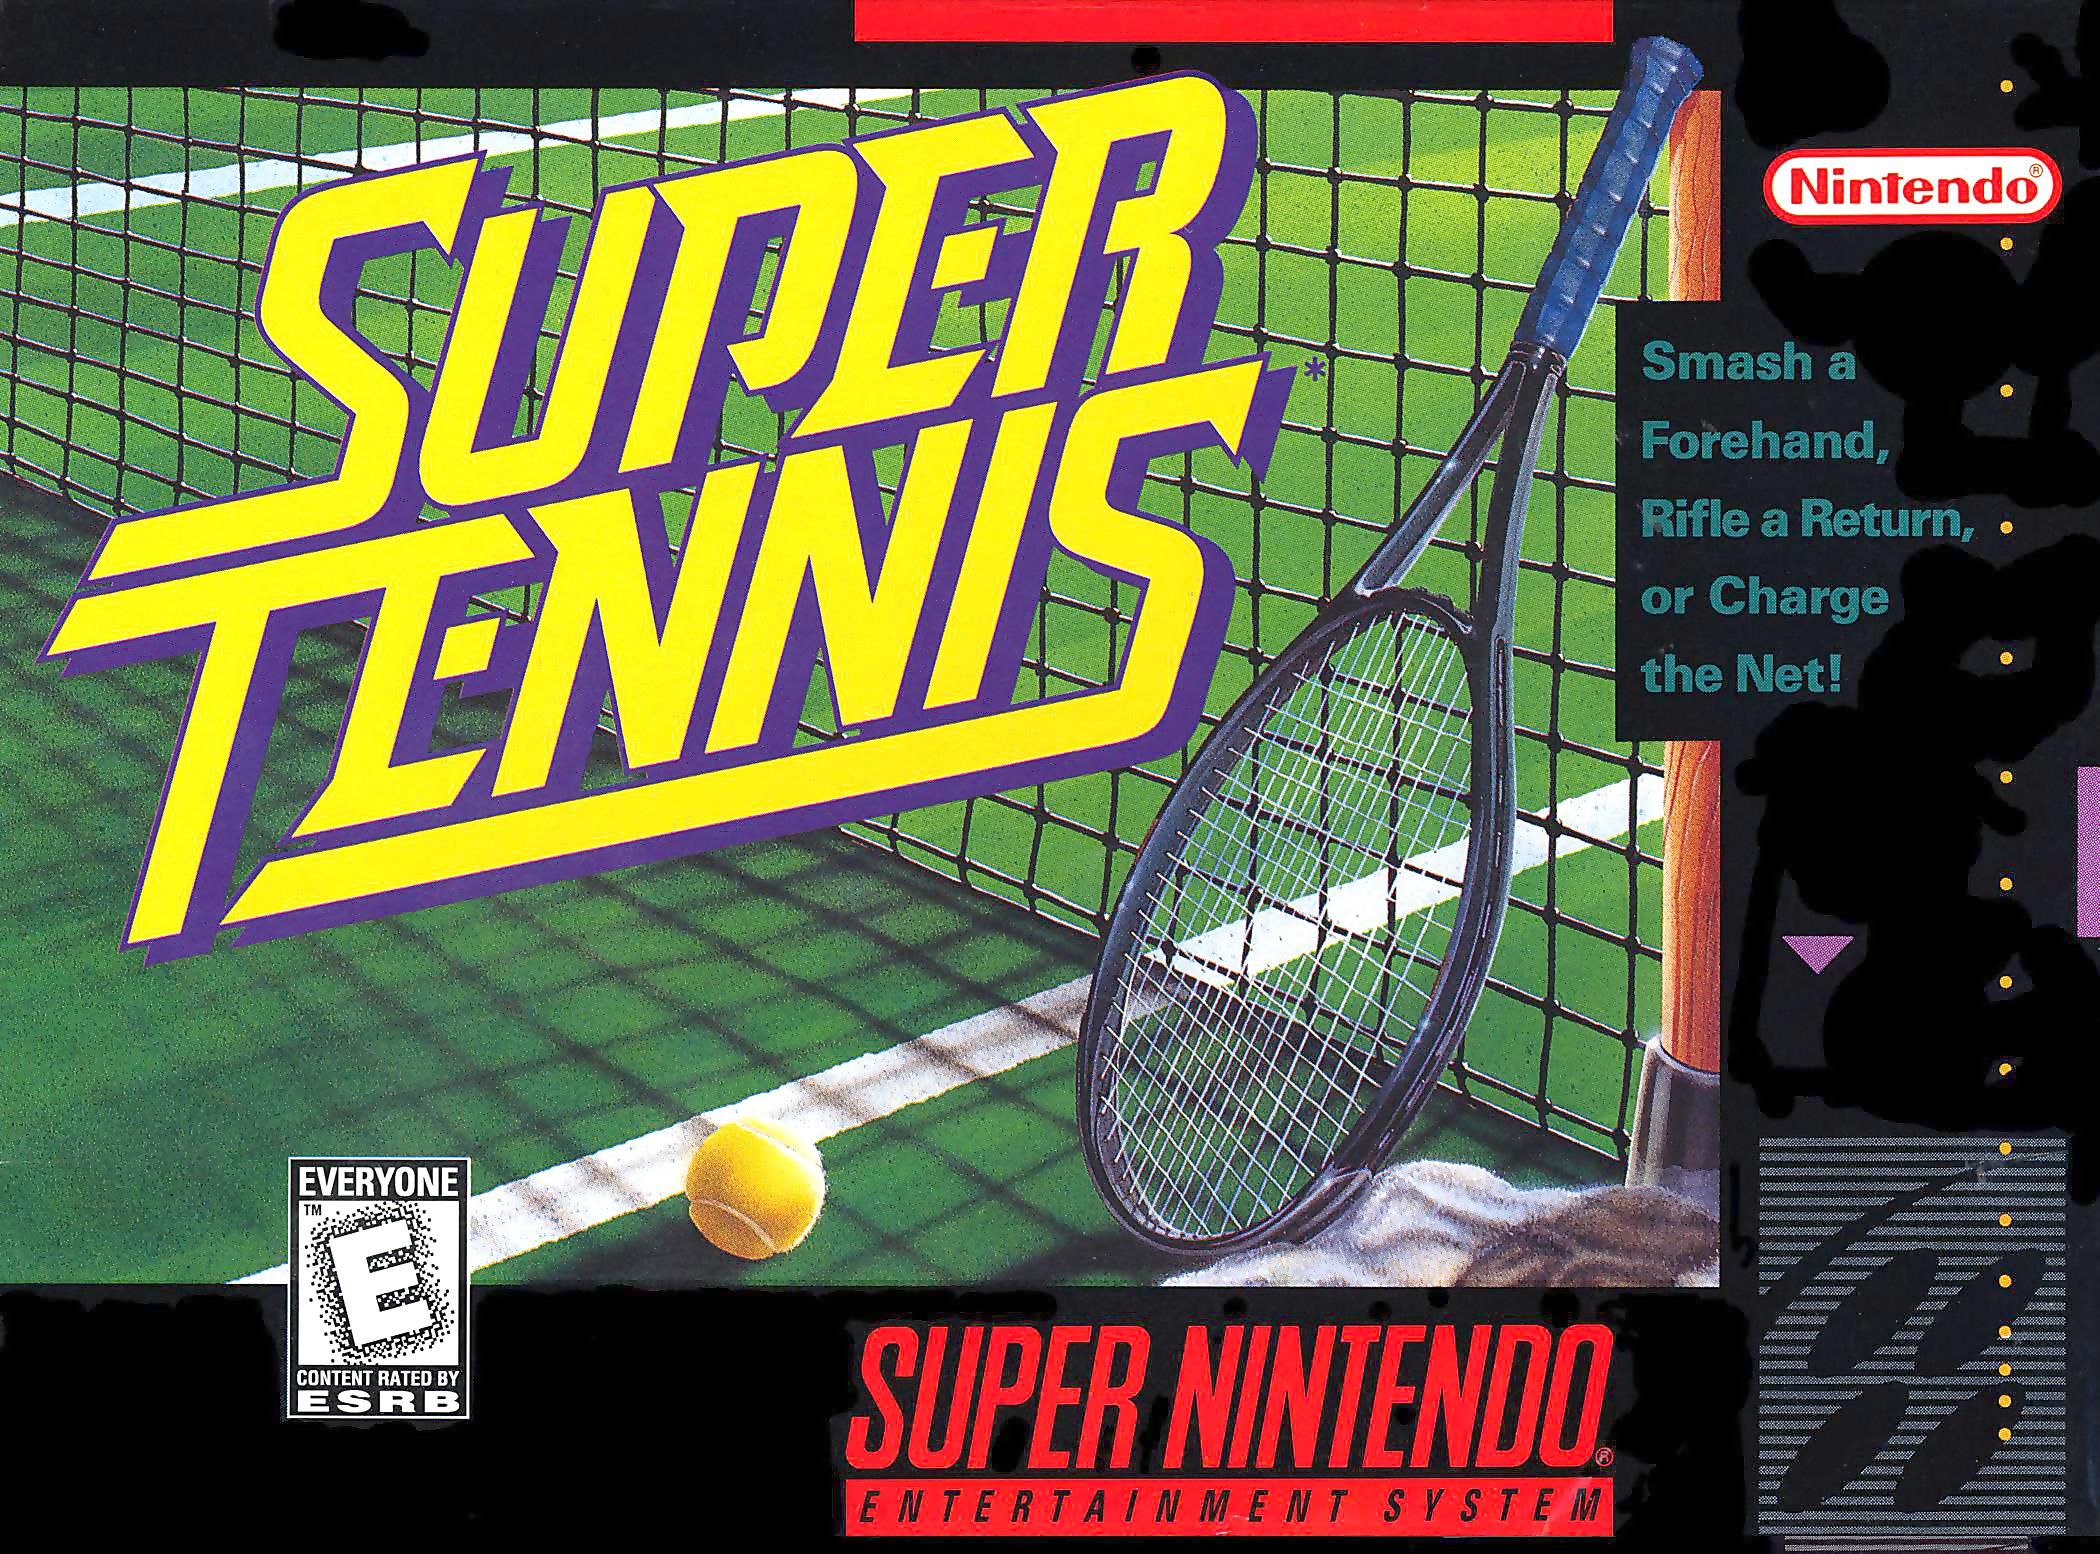 SUPER
TENNIS*
Nintendo®
Smash a
Forehand,
Rifle a Return,
or Charge
the Net!
EVERYONE
TM
E
CONTENT RATED BY
ESRB
SUPER NINTENDO®
ENTERTAINMENT SYSTEM